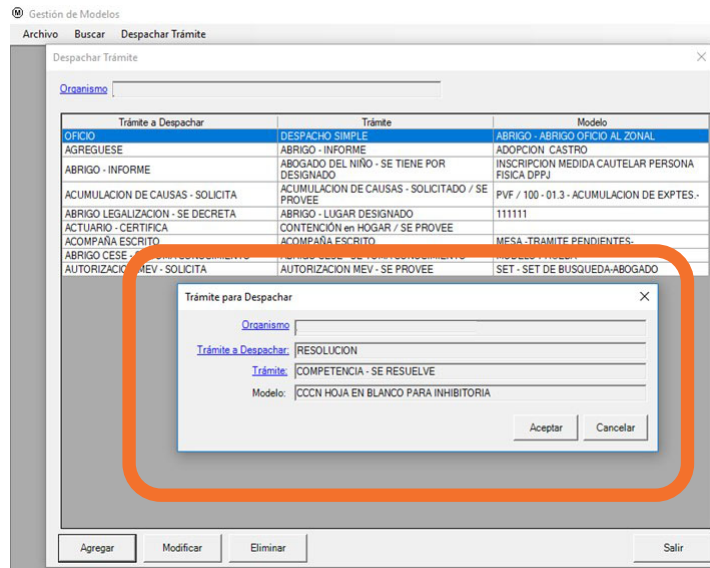 Gestión de Modelos
Archivo Buscar Despachar Trámite
Despachar Trámite
Organismo
Trámite a Despachar Trámite Modelo
OFICIO DESPACHO SIMPLE ABRIGO - ABRIGO OFICIO AL ZONAL
AGREGUESE ABRIGO - INFORME ADOPCION CASTRO
ABRIGO - INFORME ABOGADO DEL NIÑO - SE TIENE POR DESIGNADO INSCRIPCION MEDIDA CAUTELAR PERSONA FISICA DPPJ
ACUMULACION DE CAUSAS - SOLICITA ACUMULACION DE CAUSAS - SOLICITADO / SE PROVEE PVF / 100 - 01.3 - ACUMULACION DE EXPTES.-
ABRIGO LEGALIZACION - SE DECRETA ABRIGO - LUGAR DESIGNADO 111111
ACTUARIO - CERTIFICA CONTENCIÓN en HOGAR / SE PROVEE
ACOMPAÑA ESCRITO ACOMPAÑA ESCRITO MESA -TRAMITE PENDIENTES-
ABRIGO CESE -
AUTORIZACION MEV - SOLICITA AUTORIZACION MEV - SE PROVEE SET - SET DE BUSQUEDA-ABOGADO
Trámite para Despachar
Organismo
Trámite a Despachar: RESOLUCION
Trámite: COMPETENCIA - SE RESUELVE
Modelo: CCCN HOJA EN BLANCO PARA INHIBITORIA
Aceptar Cancelar
Agregar Modificar Eliminar Salir